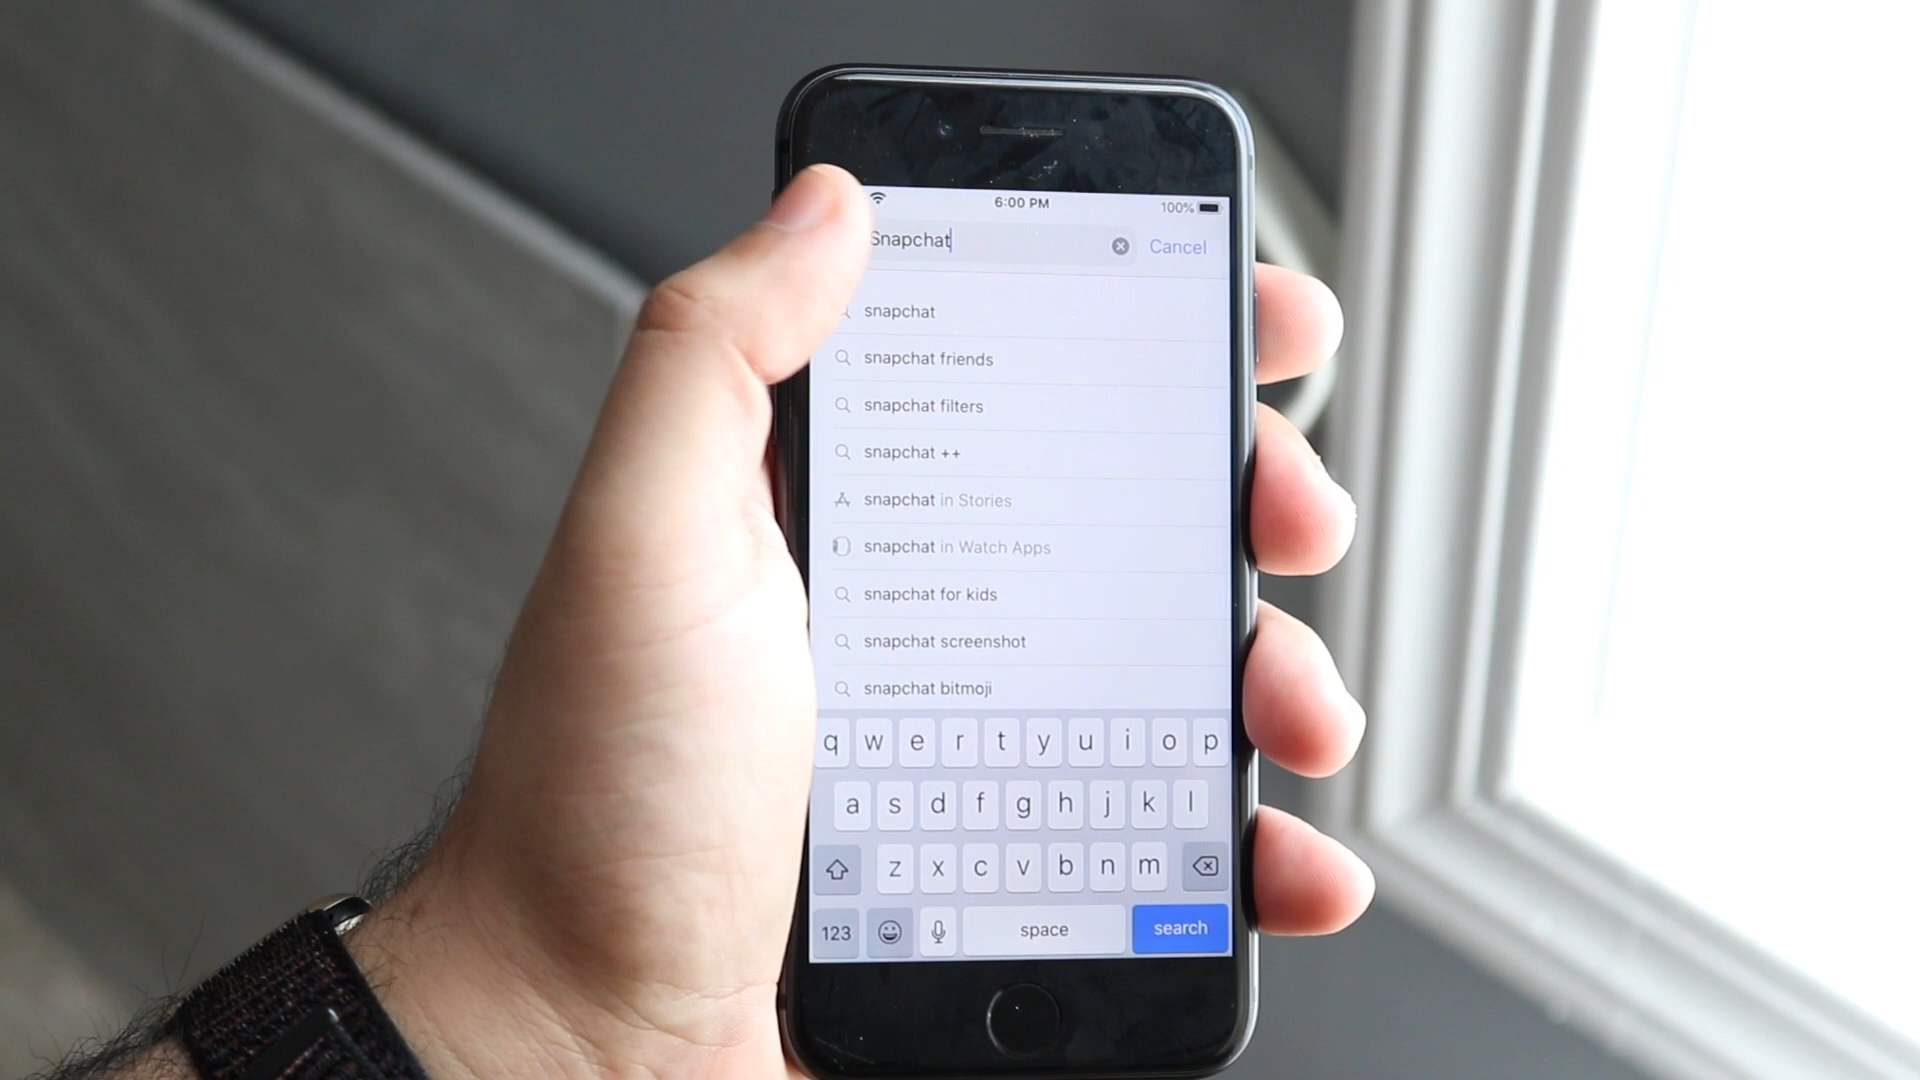 6:00 PM 100%
Snapchat Cancel
snapchat
snapchat friends
snapchat filters
snapchat ++
snapchat in Stories
snapchat in Watch Apps
snapchat for kids
snapchat screenshot
snapchat bitmoji
q w e r t y u i o p
a s d f g h j k l
z x c v b n m
123 space search